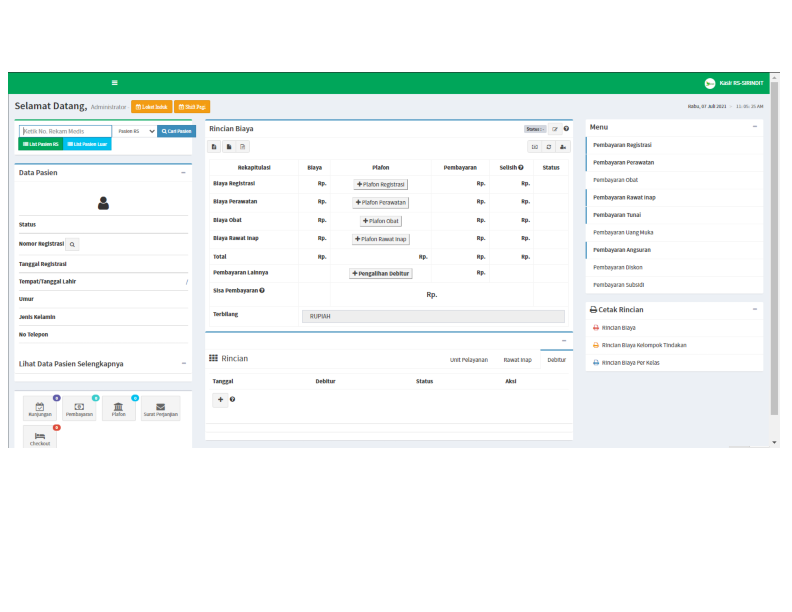 Kasir RS-SIRINDIT
Selamat Datang, Administrator Loket Induk Shift Pagi
Rabu, 07 Juli 2021 - 11:05:35 AM
Ketik No. Rekam Medis Pasien RS Cari Pasien
List Pasien RS List Pasien Luar
Data Pasien
Status
Nomor Registrasi
Tanggal Registrasi
Tempat/Tanggal Lahir /
Umur
Jenis Kelamin
No Telepon
Lihat Data Pasien Selengkapnya
0 0 0
Kunjungan Pembayaran Plafon Surat Perjanjian
0
Checkout
Rincian Biaya Status :-
Rekapitulasi Biaya Plafon Pembayaran Selisih Status
Biaya Registrasi Rp. Plafon Registrasi Rp. Rp.
Biaya Perawatan Rp. Plafon Perawatan Rp. Rp.
Biaya Obat Rp. Plafon Obat Rp. Rp.
Biaya Rawat Inap Rp. Plafon Rawat Inap Rp. Rp.
Total Rp. Rp. Rp. Rp.
Pembayaran Lainnya Pengalihan Debitur Rp.
Sisa Pembayaran Rp.
Terbilang RUPIAH
Rincian Unit Pelayanan Rawat Inap Debitur
Tanggal Debitur Status Aksi
Menu
Pembayaran Registrasi
Pembayaran Perawatan
Pembayaran Obat
Pembayaran Rawat Inap
Pembayaran Tunai
Pembayaran Uang Muka
Pembayaran Angsuran
Pembayaran Diskon
Pembayaran Subsidi
Cetak Rincian
Rincian Biaya
Rincian Biaya Kelompok Tindakan
Rincian Biaya Per Kelas